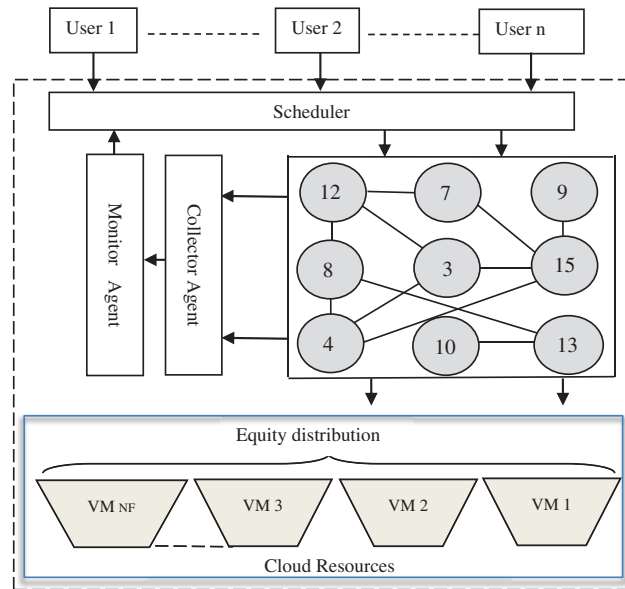 User 1
User 2
User n
Scheduler
Monitor Agent
Collector Agent
12
7
9
8
3
15
4
10
13
Equity distribution
VM NF
VM 3
VM 2
VM 1
Cloud Resources